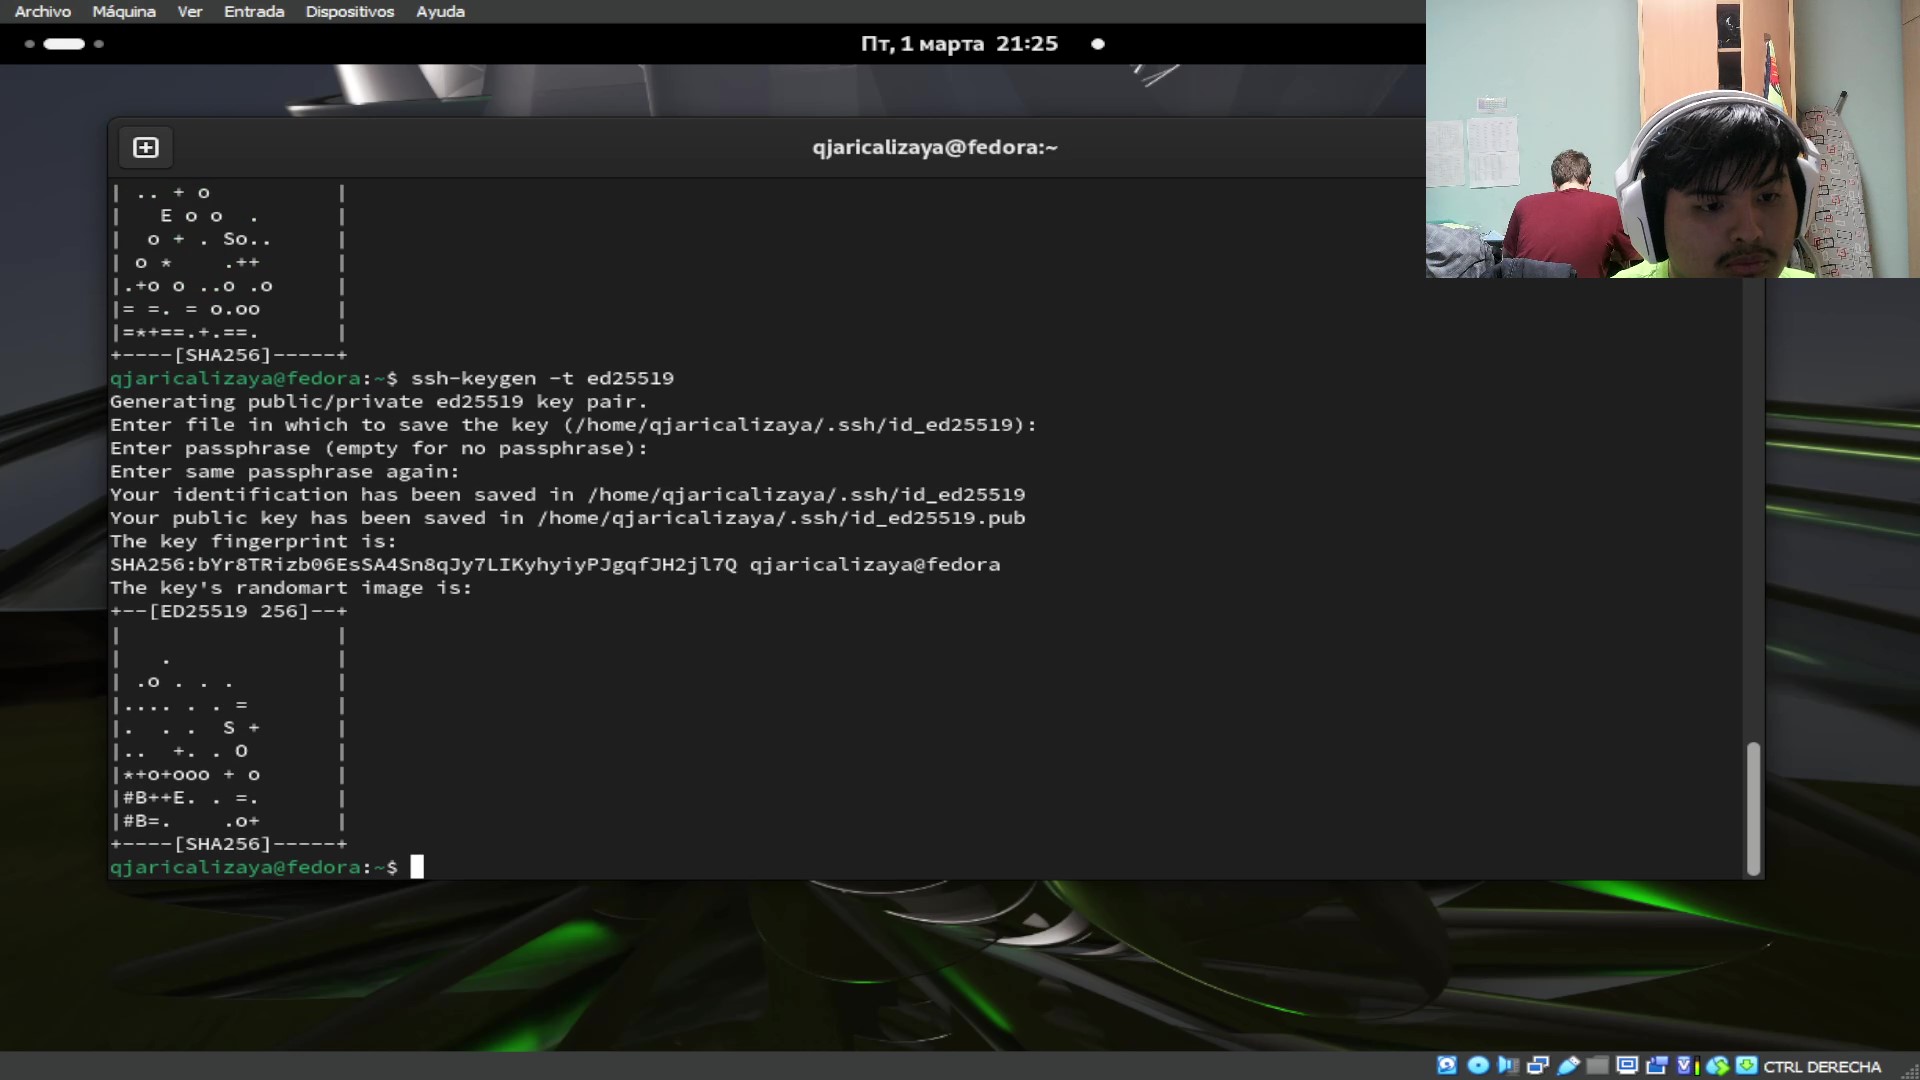 Archivo Máquina Ver Entrada Dispositivos Ayuda
Пт, 1 марта 21:25
qjaricalizaya@fedora:~
| .. + o          |
|   E o o  .      |
|  o + . So..     |
| o *    .++      |
|.+o o ..o .o     |
|= =. = o.oo      |
|=*+==.+.==.      |
+----[SHA256]-----+
qjaricalizaya@fedora:~$ ssh-keygen -t ed25519
Generating public/private ed25519 key pair.
Enter file in which to save the key (/home/qjaricalizaya/.ssh/id_ed25519):
Enter passphrase (empty for no passphrase):
Enter same passphrase again:
Your identification has been saved in /home/qjaricalizaya/.ssh/id_ed25519
Your public key has been saved in /home/qjaricalizaya/.ssh/id_ed25519.pub
The key fingerprint is:
SHA256:bYr8TRizb06EsSA4Sn8qJy7LIKyhyiyPJgqfJH2jl7Q qjaricalizaya@fedora
The key's randomart image is:
+--[ED25519 256]--+
|                 |
|   .             |
| .o . . .        |
|.... . . =       |
|.  . .  S +      |
|..  +. . O       |
|*+o+ooo + o      |
|#B++E. . =.      |
|#B=.    .o+      |
+----[SHA256]-----+
qjaricalizaya@fedora:~$
CTRL DERECHA